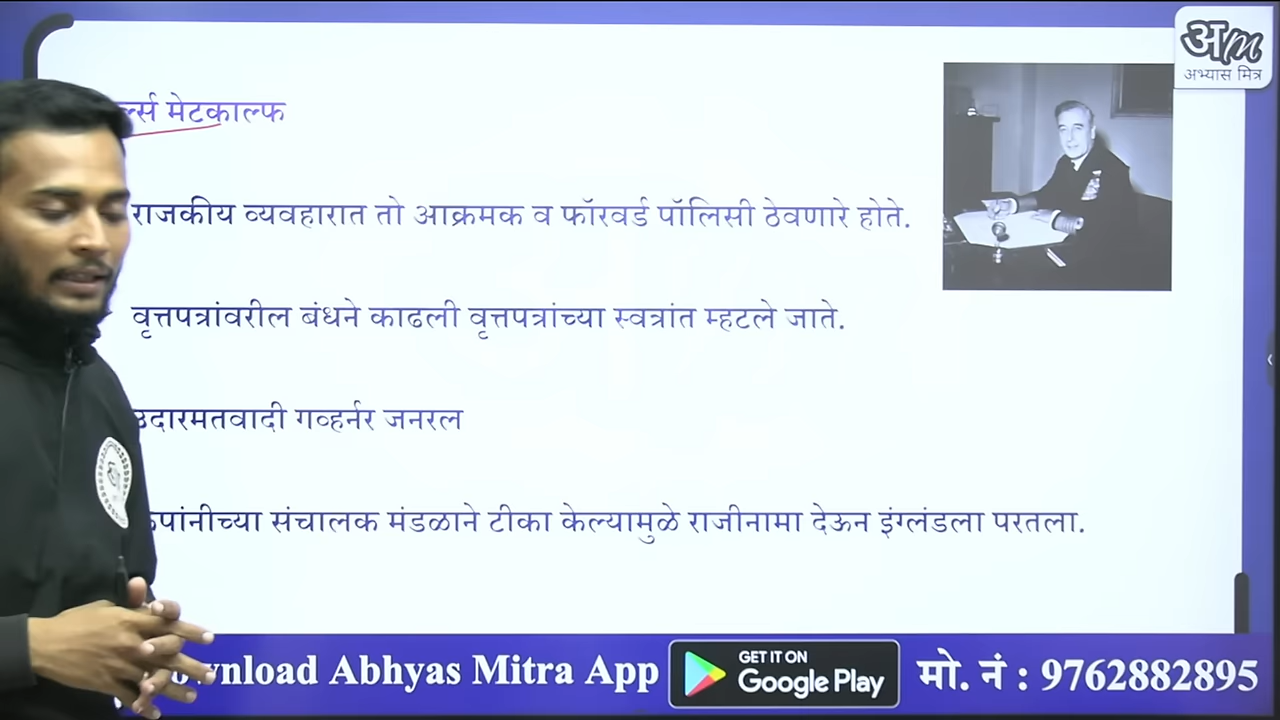 मेटकाल्फ
राजकीय व्यवहारात तो आक्रमक व फॉरवर्ड पॉलिसी ठेवणारे होते.
वृत्तपत्रांवरील बंधने काढली वृत्तपत्रांच्या स्वत्रांत म्हटले जाते.
उदारमतवादी गव्हर्नर जनरल
संचालक मंडळाने टीका केल्यामुळे राजीनामा देऊन इंग्लंडला परतला.
अm
अभ्यास मित्र
Abhyas Mitra App
GET IT ON
Google Play
मो. नं : 9762882895